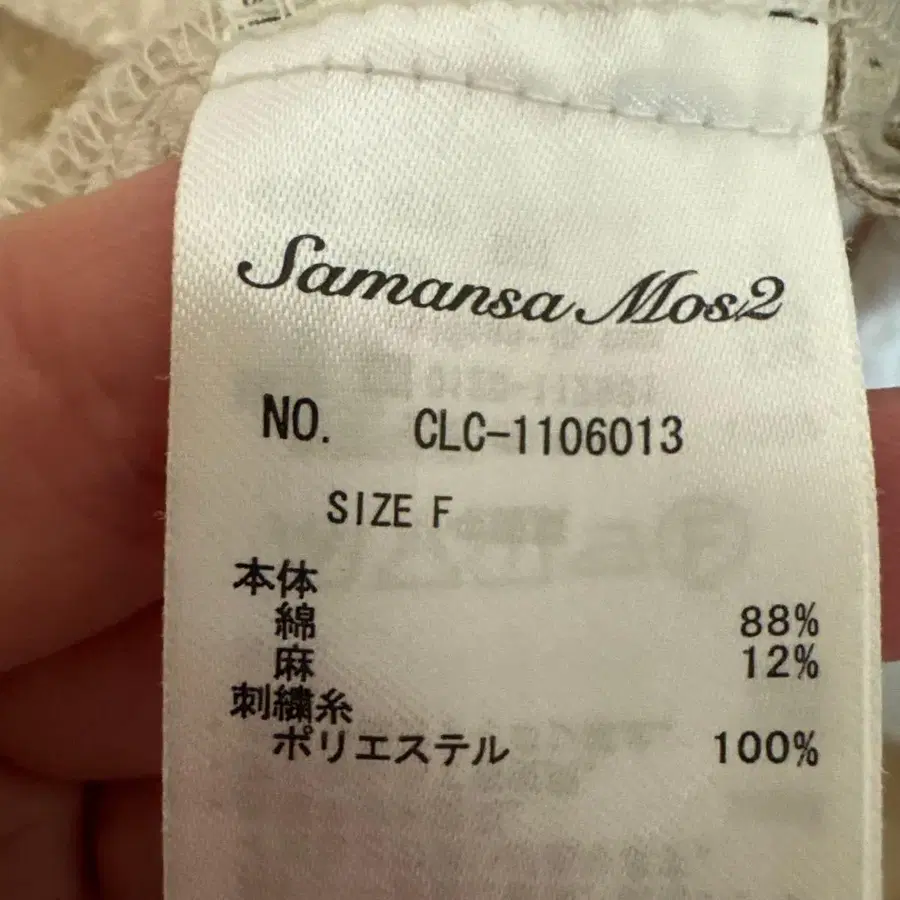 Samansa Mos2
NO. CLC-1106013
SIZE F
本体
綿 88%
麻 12%
刺繍糸
ポリエステル 100%